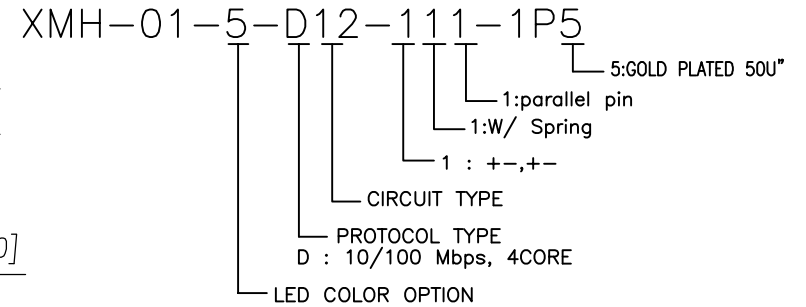 XMH-01-5-D12-111-1P5
5:GOLD PLATED 50U"
1:parallel pin
1:W/ Spring
1 : +-,+-
CIRCUIT TYPE
PROTOCOL TYPE
D : 10/100 Mbps, 4CORE
LED COLOR OPTION